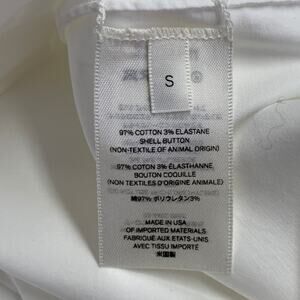 S
97% COTTON 3% ELASTANE
SHELL BUTTON
(NON-TEXTILE OF ANIMAL ORIGIN)
97% COTON 3% ÉLASTHANNE,
BOUTON COQUILLE
(NON TEXTILES D'ORIGINE ANIMALE)
綿97% ポリウレタン3%
MADE IN USA
OF IMPORTED MATERIALS
FABRIQUÉ AUX ETATS-UNIS
AVEC TISSU IMPORTÉ
米国製